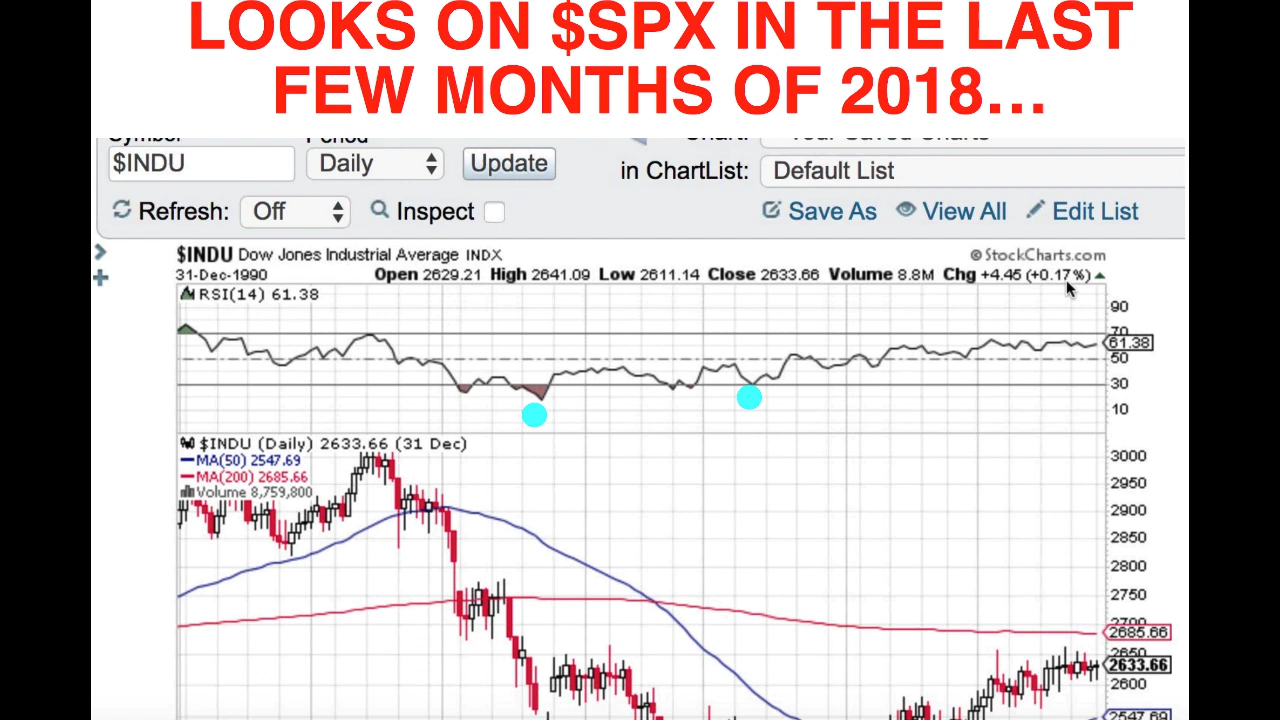 LOOKS ON $SPX IN THE LAST
FEW MONTHS OF 2018...
$INDU Daily Update in ChartList: Default List
Refresh: Off Inspect Save As View All Edit List
$INDU Dow Jones Industrial Average INDX ©StockCharts.com
31-Dec-1990 Open 2629.21 High 2641.09 Low 2611.14 Close 2633.66 Volume 8.8M Chg +4.45 (+0.17%)
RSI(14) 61.38
90
70
61.38
50
30
10
$INDU (Daily) 2633.66 (31 Dec)
MA(50) 2547.69
MA(200) 2685.66
Volume 8,759,800
3000
2950
2900
2850
2800
2750
2700
2685.66
2650
2633.66
2600
2547.69